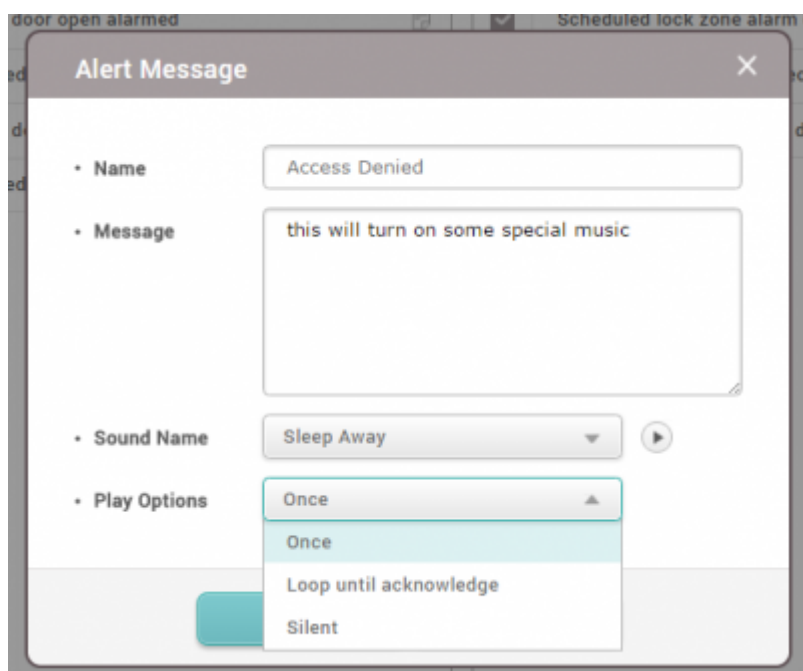 door open alarmed
Scheduled lock zone alarm
Alert Message
Name
Access Denied
Message
this will turn on some special music
Sound Name
Sleep Away
Play Options
Once
Once
Loop until acknowledge
Silent